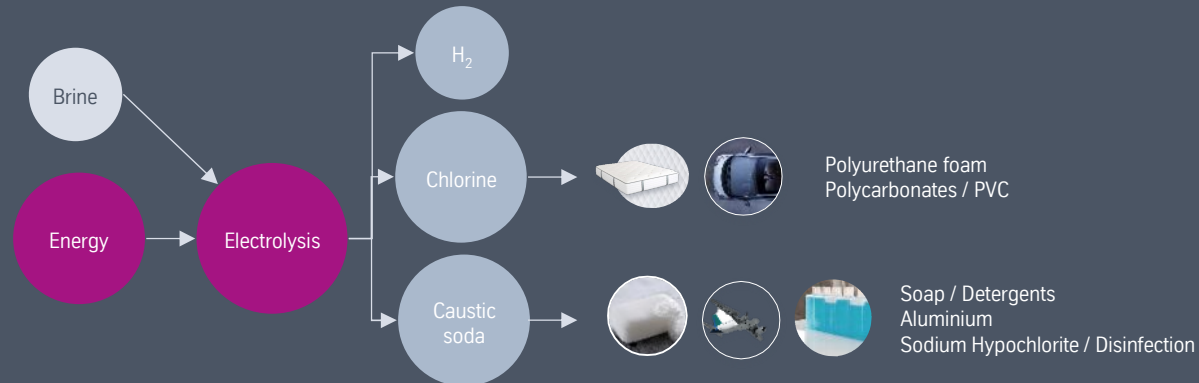 H₂
Brine
Chlorine
Polyurethane foam
Polycarbonates / PVC
Energy
Electrolysis
Caustic
soda
Soap / Detergents
Aluminium
Sodium Hypochlorite / Disinfection